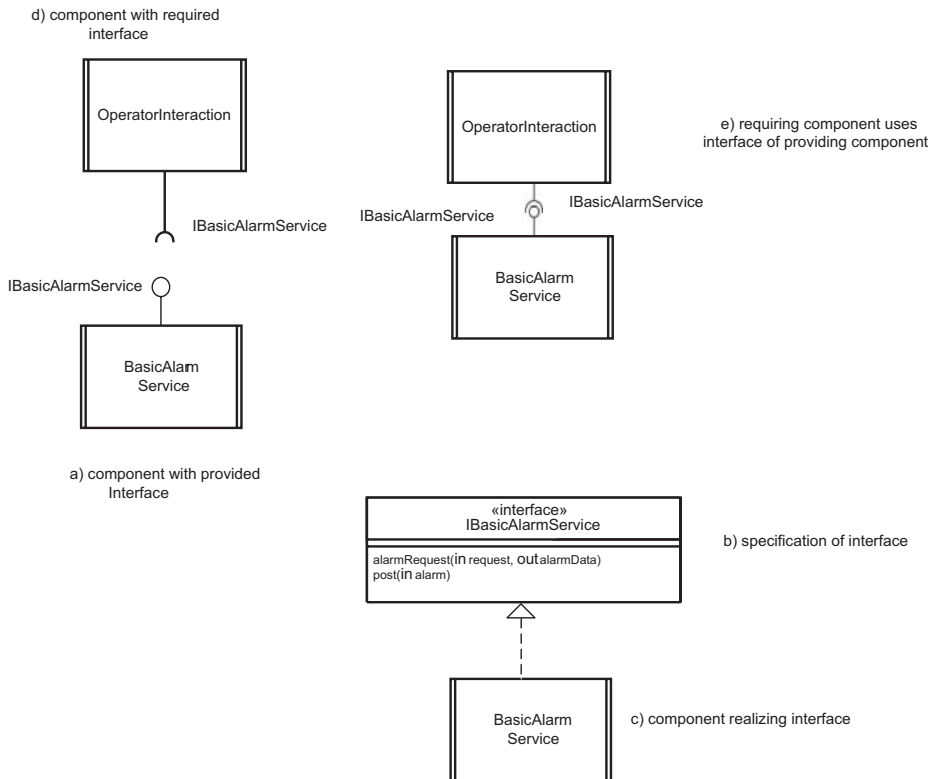 d) component with required
interface
OperatorInteraction
IBasicAlarmService
IBasicAlarmService
BasicAlarm
Service
a) component with provided
Interface
OperatorInteraction
e) requiring component uses
interface of providing component
IBasicAlarmService
IBasicAlarmService
BasicAlarm
Service
«interface»
IBasicAlarmService
alarmRequest(in request, out alarmData)
post(in alarm)
b) specification of interface
BasicAlarm
Service
c) component realizing interface